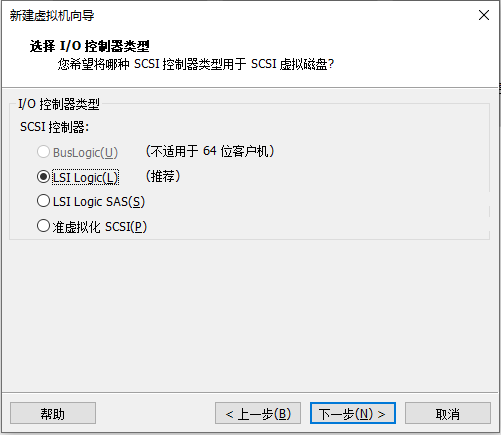 新建虚拟机向导
选择 I/O 控制器类型
您希望将哪种 SCSI 控制器类型用于 SCSI 虚拟磁盘?
I/O 控制器类型
SCSI 控制器:
BusLogic(U) (不适用于 64 位客户机)
LSI Logic(L) (推荐)
LSI Logic SAS(S)
准虚拟化 SCSI(P)
帮助 < 上一步(B) 下一步(N) > 取消